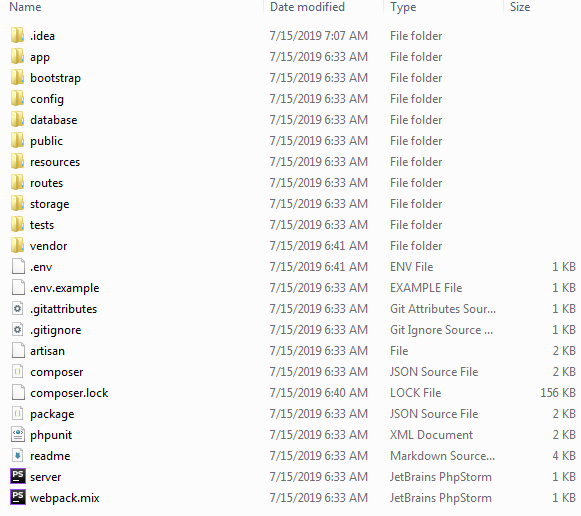 Name Date modified Type Size
.idea 7/15/2019 7:07 AM File folder
app 7/15/2019 6:33 AM File folder
bootstrap 7/15/2019 6:33 AM File folder
config 7/15/2019 6:33 AM File folder
database 7/15/2019 6:33 AM File folder
public 7/15/2019 6:33 AM File folder
resources 7/15/2019 6:33 AM File folder
routes 7/15/2019 6:33 AM File folder
storage 7/15/2019 6:33 AM File folder
tests 7/15/2019 6:33 AM File folder
vendor 7/15/2019 6:41 AM File folder
.env 7/15/2019 6:41 AM ENV File 1 KB
.env.example 7/15/2019 6:33 AM EXAMPLE File 1 KB
.gitattributes 7/15/2019 6:33 AM Git Attributes Sour... 1 KB
.gitignore 7/15/2019 6:33 AM Git Ignore Source ... 1 KB
artisan 7/15/2019 6:33 AM File 2 KB
composer 7/15/2019 6:33 AM JSON Source File 2 KB
composer.lock 7/15/2019 6:40 AM LOCK File 156 KB
package 7/15/2019 6:33 AM JSON Source File 2 KB
phpunit 7/15/2019 6:33 AM XML Document 2 KB
readme 7/15/2019 6:33 AM Markdown Source... 4 KB
PS server 7/15/2019 6:33 AM JetBrains PhpStorm 1 KB
PS webpack.mix 7/15/2019 6:33 AM JetBrains PhpStorm 1 KB